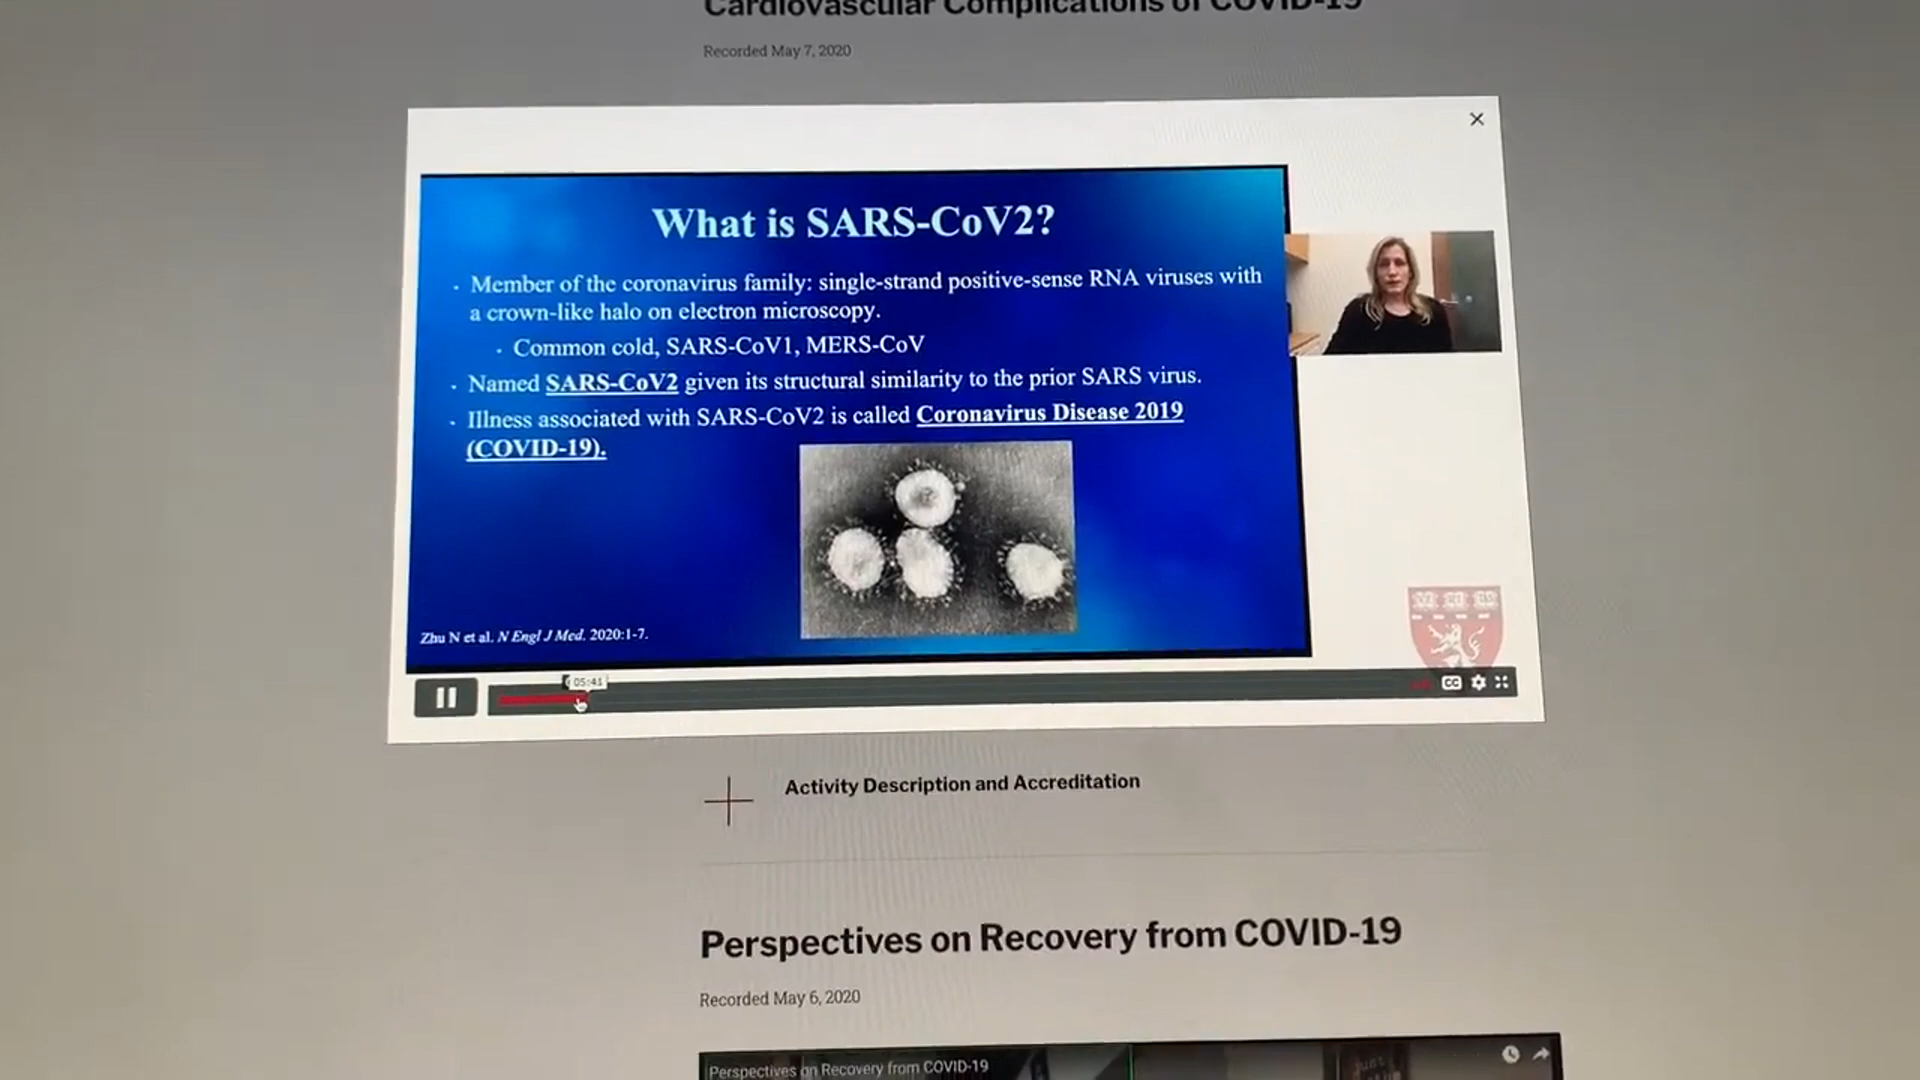 Cardiovascular Complications of COVID-19
Recorded May 7, 2020
What is SARS-CoV2?
Member of the coronavirus family: single-strand positive-sense RNA viruses with
a crown-like halo on electron microscopy.
Common cold, SARS-CoV1, MERS-CoV
Named SARS-CoV2 given its structural similarity to the prior SARS virus.
Illness associated with SARS-CoV2 is called Coronavirus Disease 2019
(COVID-19).
Zhu N et al. N Engl J Med. 2020:1-7.
05:41
CC
Activity Description and Accreditation
Perspectives on Recovery from COVID-19
Recorded May 6, 2020
Perspectives on Recovery from COVID-19